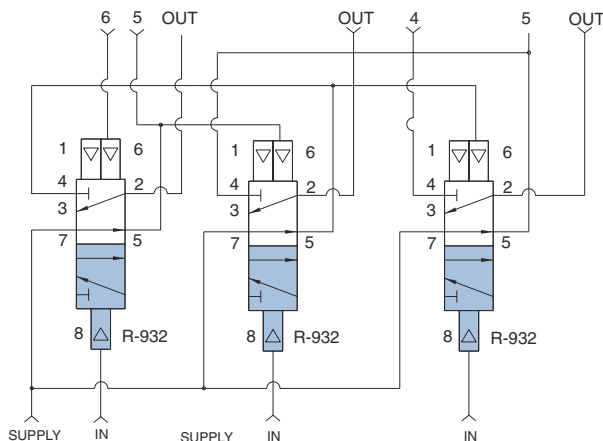 6 5 OUT OUT 4 5 OUT
1 6 1 6 1 6
4 2 4 2 4 2
3 3 3
7 5 7 5 7 5
8 R-932 8 R-932 8 R-932
SUPPLY IN SUPPLY IN IN